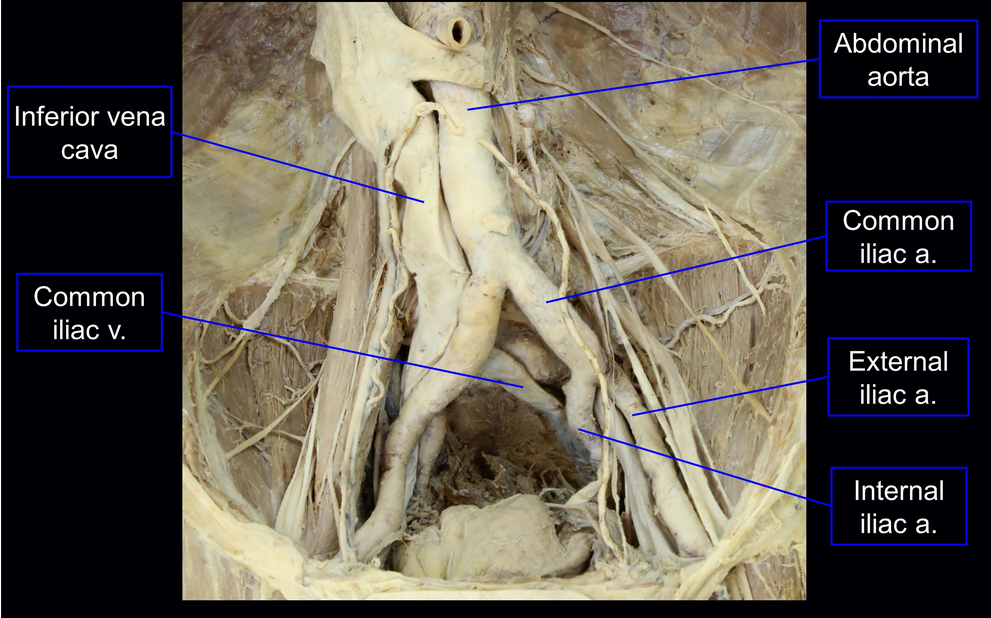 Abdominal
aorta
Inferior vena
cava
Common
iliac a.
Common
iliac v.
External
iliac a.
Internal
iliac a.